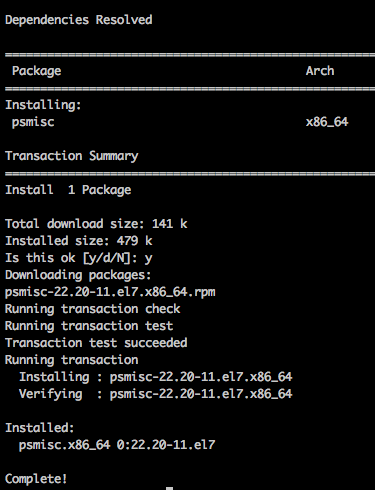 Dependencies Resolved
================================================
Package Arch
================================================
Installing:
psmisc x86_64
Transaction Summary
================================================
Install  1 Package
Total download size: 141 k
Installed size: 479 k
Is this ok [y/d/N]: y
Downloading packages:
psmisc-22.20-11.el7.x86_64.rpm
Running transaction check
Running transaction test
Transaction test succeeded
Running transaction
  Installing : psmisc-22.20-11.el7.x86_64
  Verifying  : psmisc-22.20-11.el7.x86_64
Installed:
  psmisc.x86_64 0:22.20-11.el7
Complete!